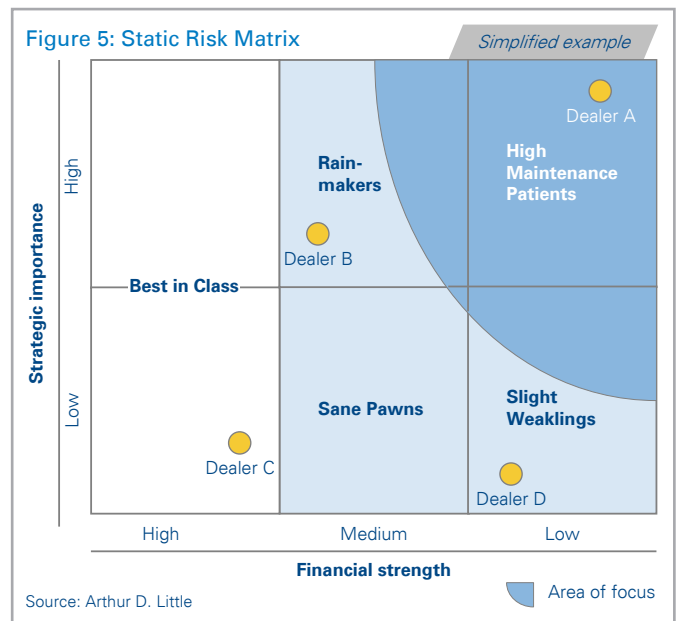 Figure 5: Static Risk Matrix
Simplified example
Strategic importance
High
Low
Dealer A
High
Maintenance
Patients
Rain-
makers
Dealer B
Best in Class
Sane Pawns
Slight
Weaklings
Dealer C
Dealer D
High
Medium
Low
Financial strength
Area of focus
Source: Arthur D. Little